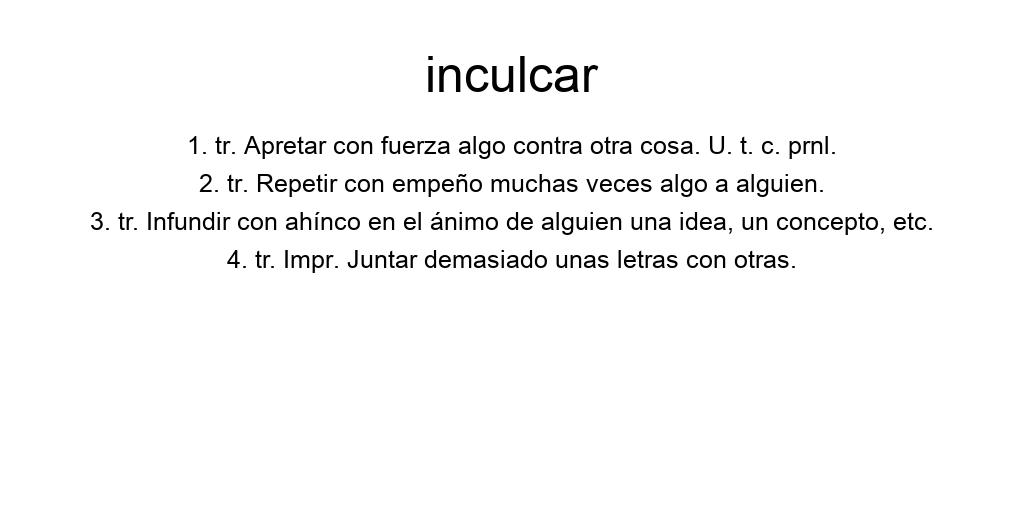 inculcar
1. tr. Apretar con fuerza algo contra otra cosa. U. t. c. prnl.
2. tr. Repetir con empeño muchas veces algo a alguien.
3. tr. Infundir con ahínco en el ánimo de alguien una idea, un concepto, etc.
4. tr. Impr. Juntar demasiado unas letras con otras.